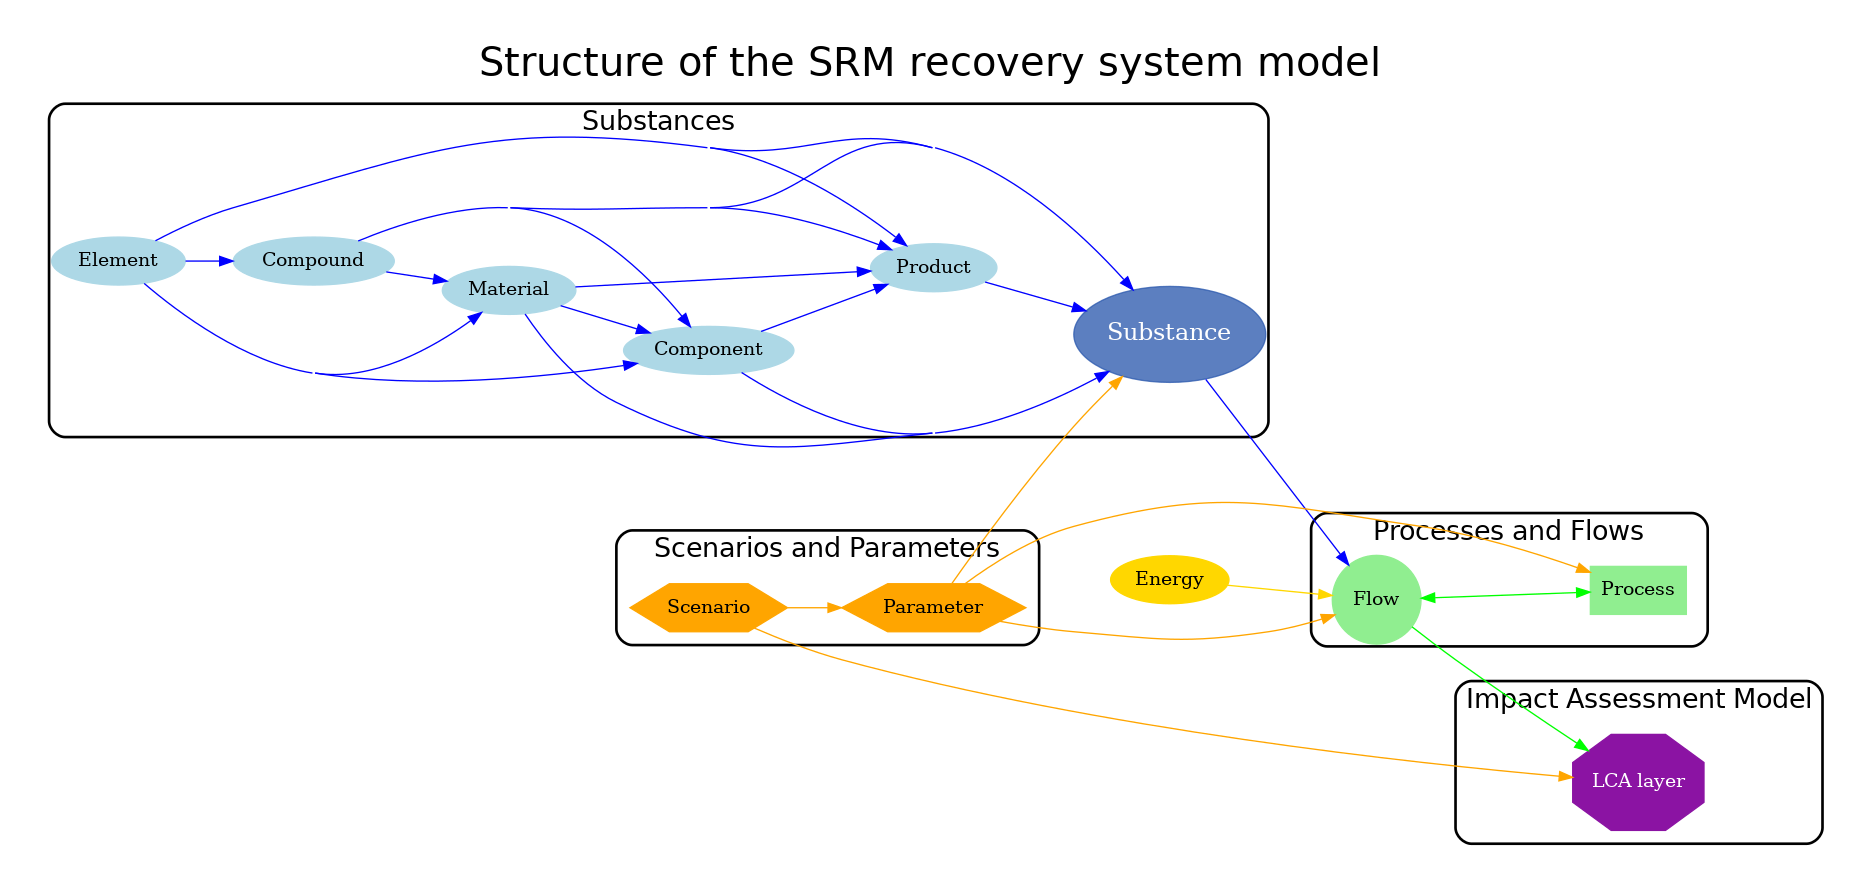 Structure of the SRM recovery system model
Substances
Element
Compound
Material
Component
Product
Substance
Scenarios and Parameters
Scenario
Parameter
Energy
Processes and Flows
Flow
Process
Impact Assessment Model
LCA layer